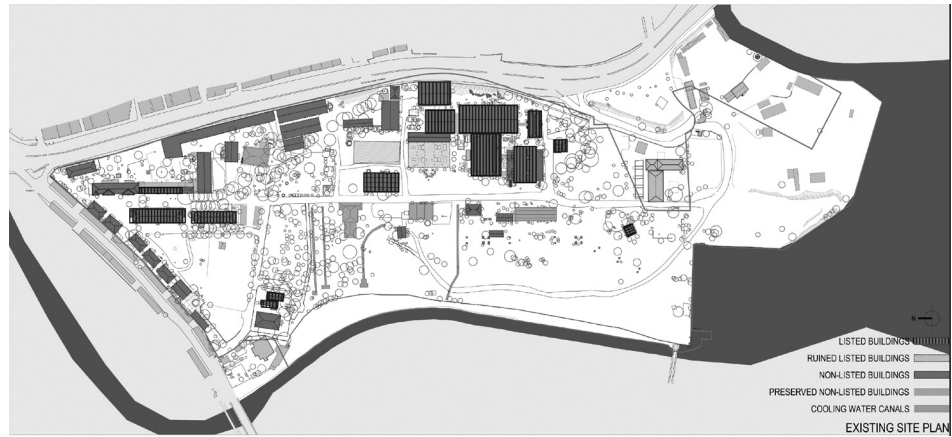 N
LISTED BUILDINGS
RUINED LISTED BUILDINGS
NON-LISTED BUILDINGS
PRESERVED NON-LISTED BUILDINGS
COOLING WATER CANALS
EXISTING SITE PLAN